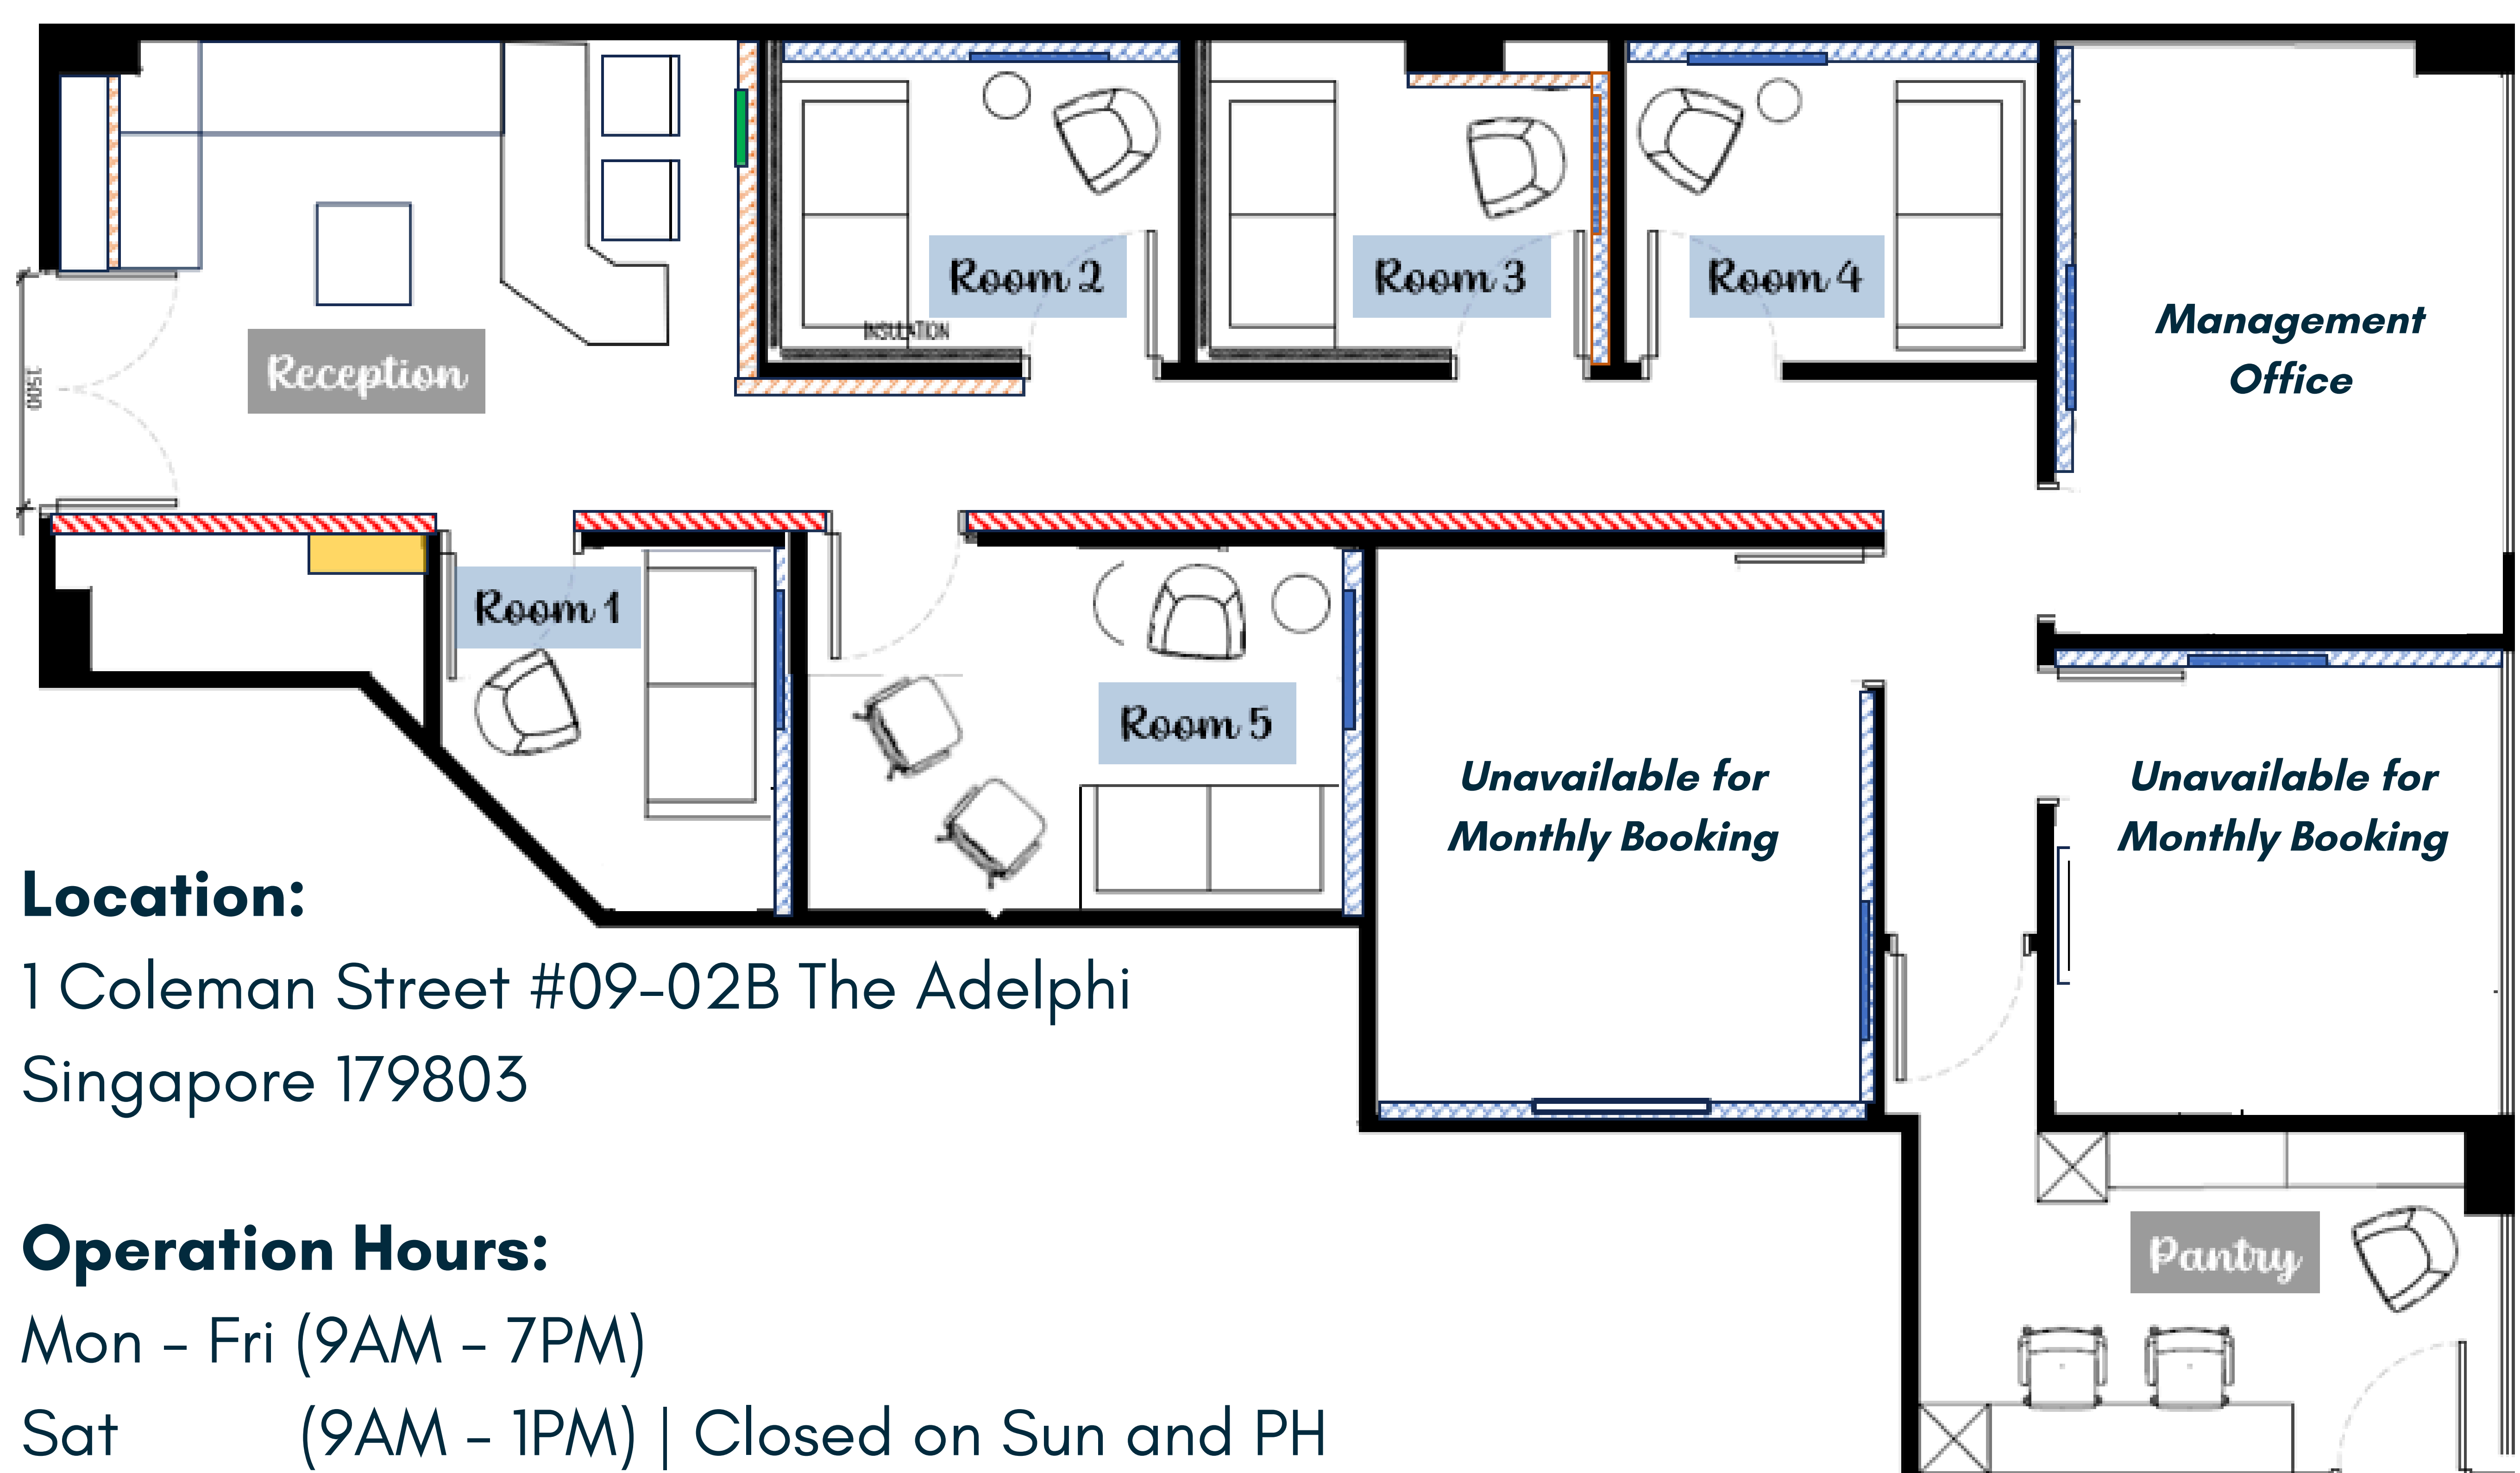 Room 2
Room 3
Room 4
INSULATION
Management
Office
Reception
1500
Room 1
Room 5
Unavailable for
Monthly Booking
Unavailable for
Monthly Booking
Location:
1 Coleman Street #09-02B The Adelphi
Singapore 179803
Operation Hours:
Mon - Fri (9AM - 7PM)
Sat (9AM - 1PM) | Closed on Sun and PH
Pantry